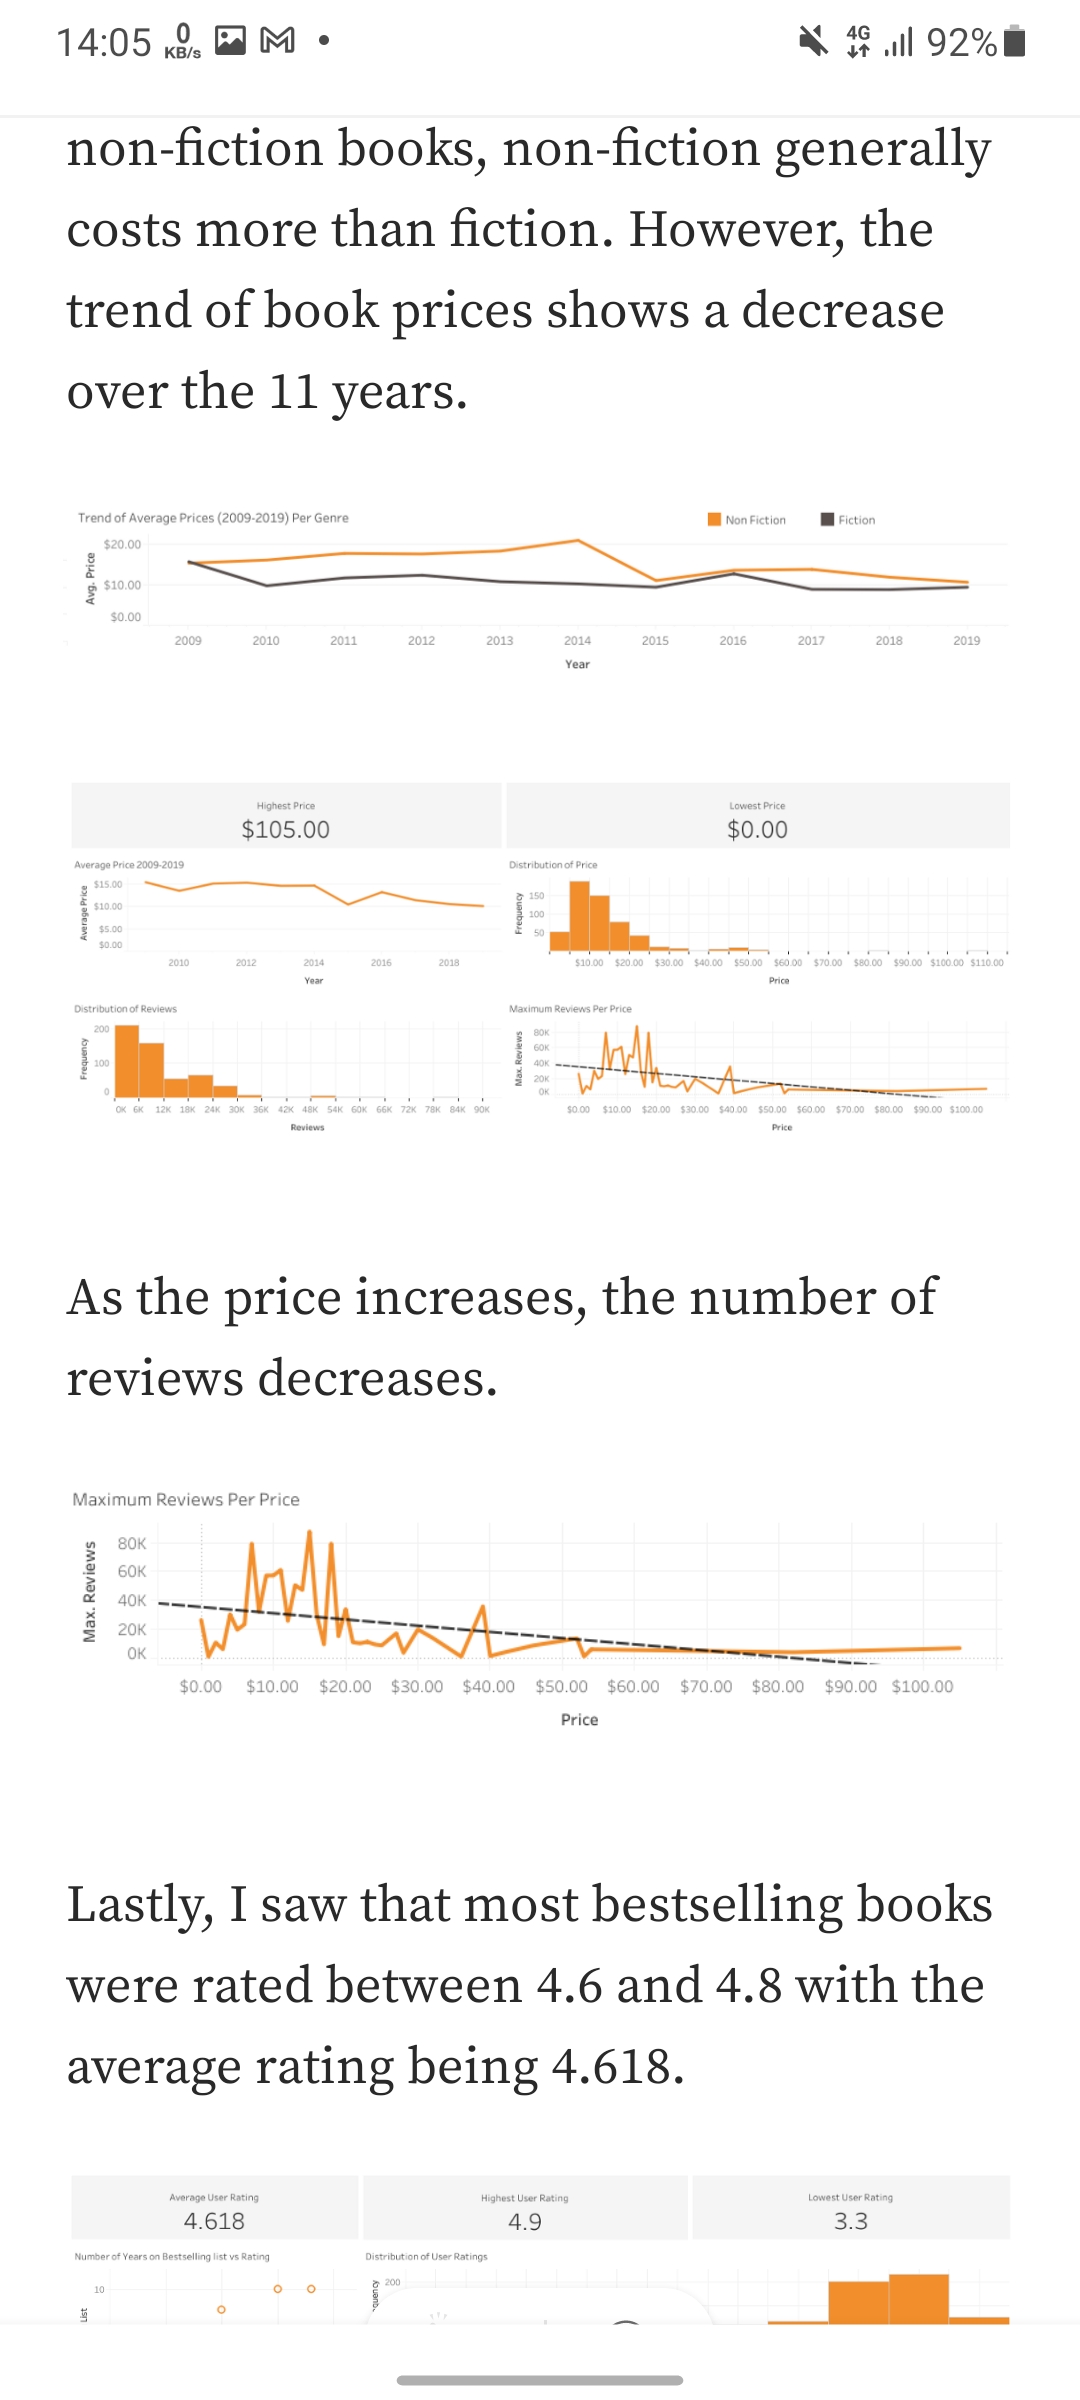 14:05 0 KB/s 4G 92%
non-fiction books, non-fiction generally
costs more than fiction. However, the
trend of book prices shows a decrease
over the 11 years.
Trend of Average Prices (2009-2019) Per Genre
Non Fiction Fiction
Avg. Price
$20.00
$10.00
$0.00
2009 2010 2011 2012 2013 2014 2015 2016 2017 2018 2019
Year
Highest Price
$105.00
Lowest Price
$0.00
Average Price 2009-2019
Average Price
$15.00
$10.00
$5.00
$0.00
2010 2012 2014 2016 2018
Year
Distribution of Price
Frequency
150
100
50
$10.00 $20.00 $30.00 $40.00 $50.00 $60.00 $70.00 $80.00 $90.00 $100.00 $110.00
Price
Distribution of Reviews
Frequency
200
100
0
0K 6K 12K 18K 24K 30K 36K 42K 48K 54K 60K 66K 72K 78K 84K 90K
Reviews
Maximum Reviews Per Price
Max. Reviews
80K
60K
40K
20K
0K
$0.00 $10.00 $20.00 $30.00 $40.00 $50.00 $60.00 $70.00 $80.00 $90.00 $100.00
Price
As the price increases, the number of
reviews decreases.
Maximum Reviews Per Price
Max. Reviews
80K
60K
40K
20K
0K
$0.00 $10.00 $20.00 $30.00 $40.00 $50.00 $60.00 $70.00 $80.00 $90.00 $100.00
Price
Lastly, I saw that most bestselling books
were rated between 4.6 and 4.8 with the
average rating being 4.618.
Average User Rating
4.618
Highest User Rating
4.9
Lowest User Rating
3.3
Number of Years on Bestselling list vs Rating
10
List
Distribution of User Ratings
200